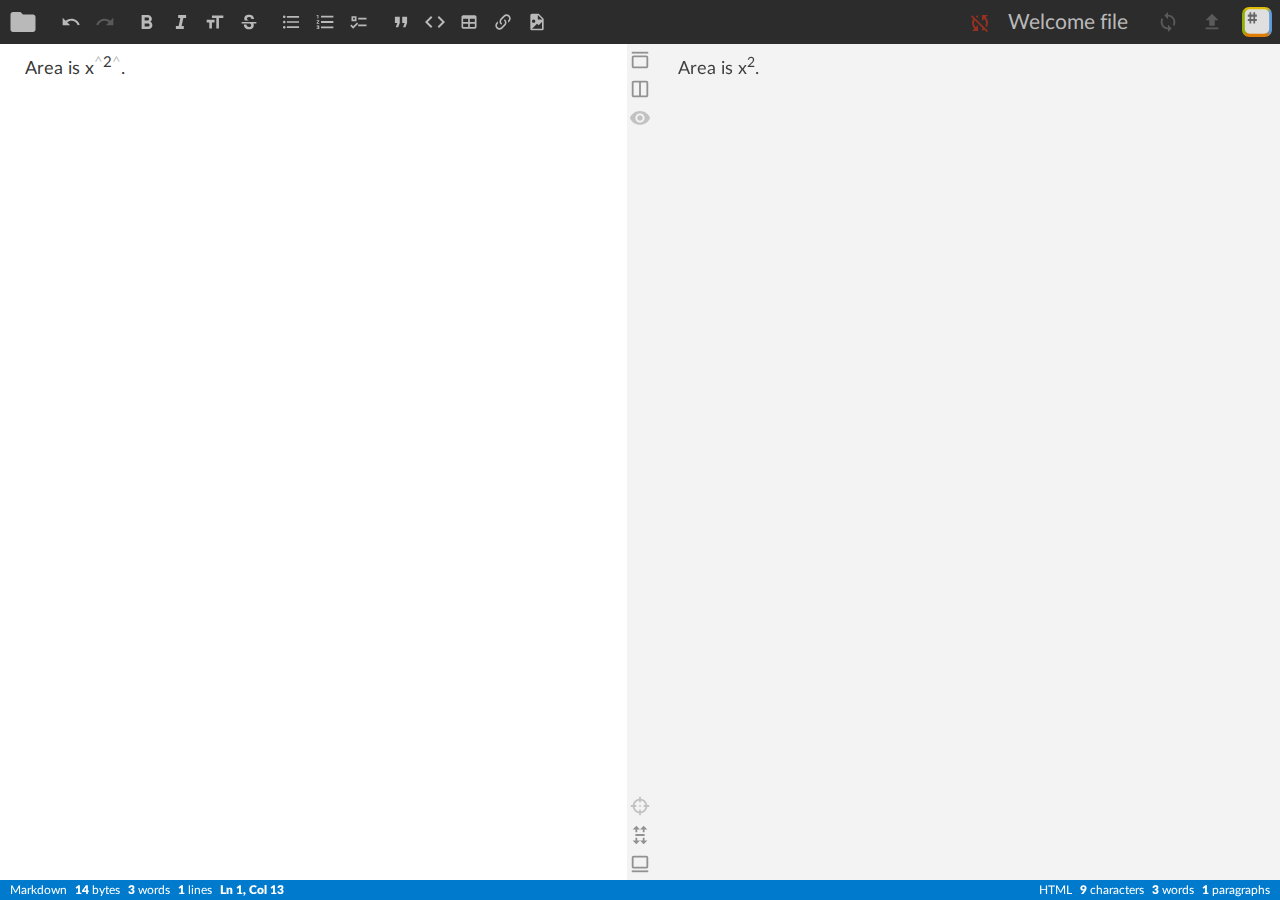 Welcome file
Area is x^2^.
Area is x².
Markdown 14 bytes 3 words 1 lines Ln 1, Col 13
HTML 9 characters 3 words 1 paragraphs